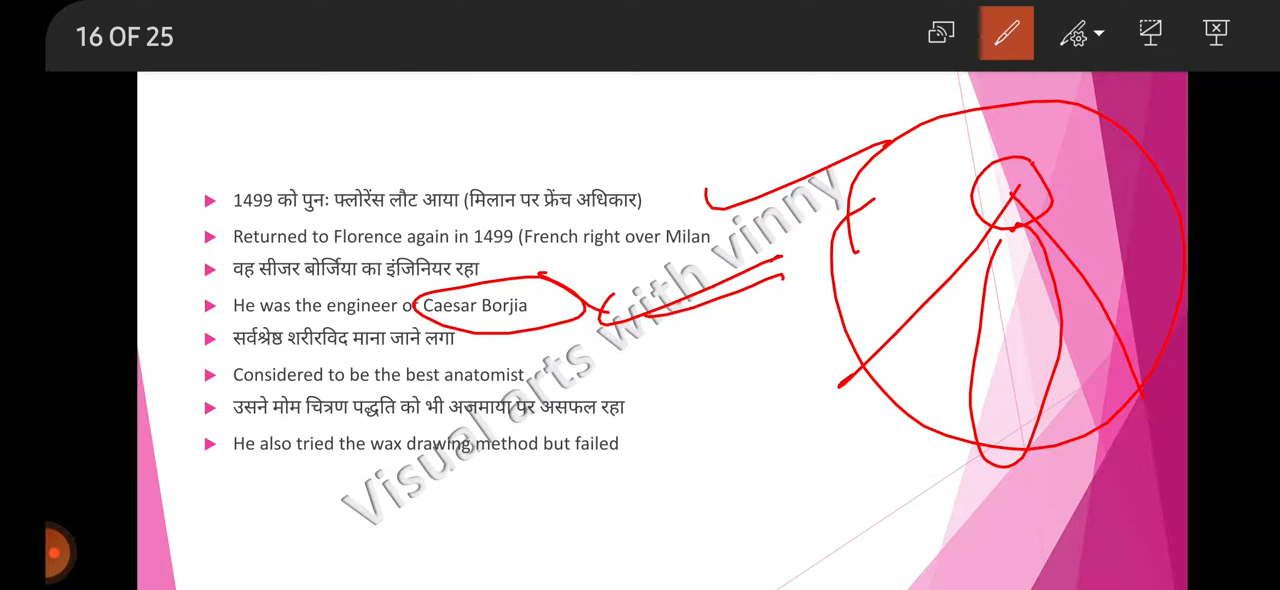 16 OF 25
1499 को पुनः फ्लोरेंस लौट आया (मिलान पर फ्रेंच अधिकार)
Returned to Florence again in 1499 (French right over Milan
वह सीजर बोर्जिया का इंजिनियर रहा
He was the engineer of Caesar Borjia
सर्वश्रेष्ठ शरीरविद माना जाने लगा
Considered to be the best anatomist
उसने मोम चित्रण पद्धति को भी अजमाया पर असफल रहा
He also tried the wax drawing method but failed
Visual arts with vinny